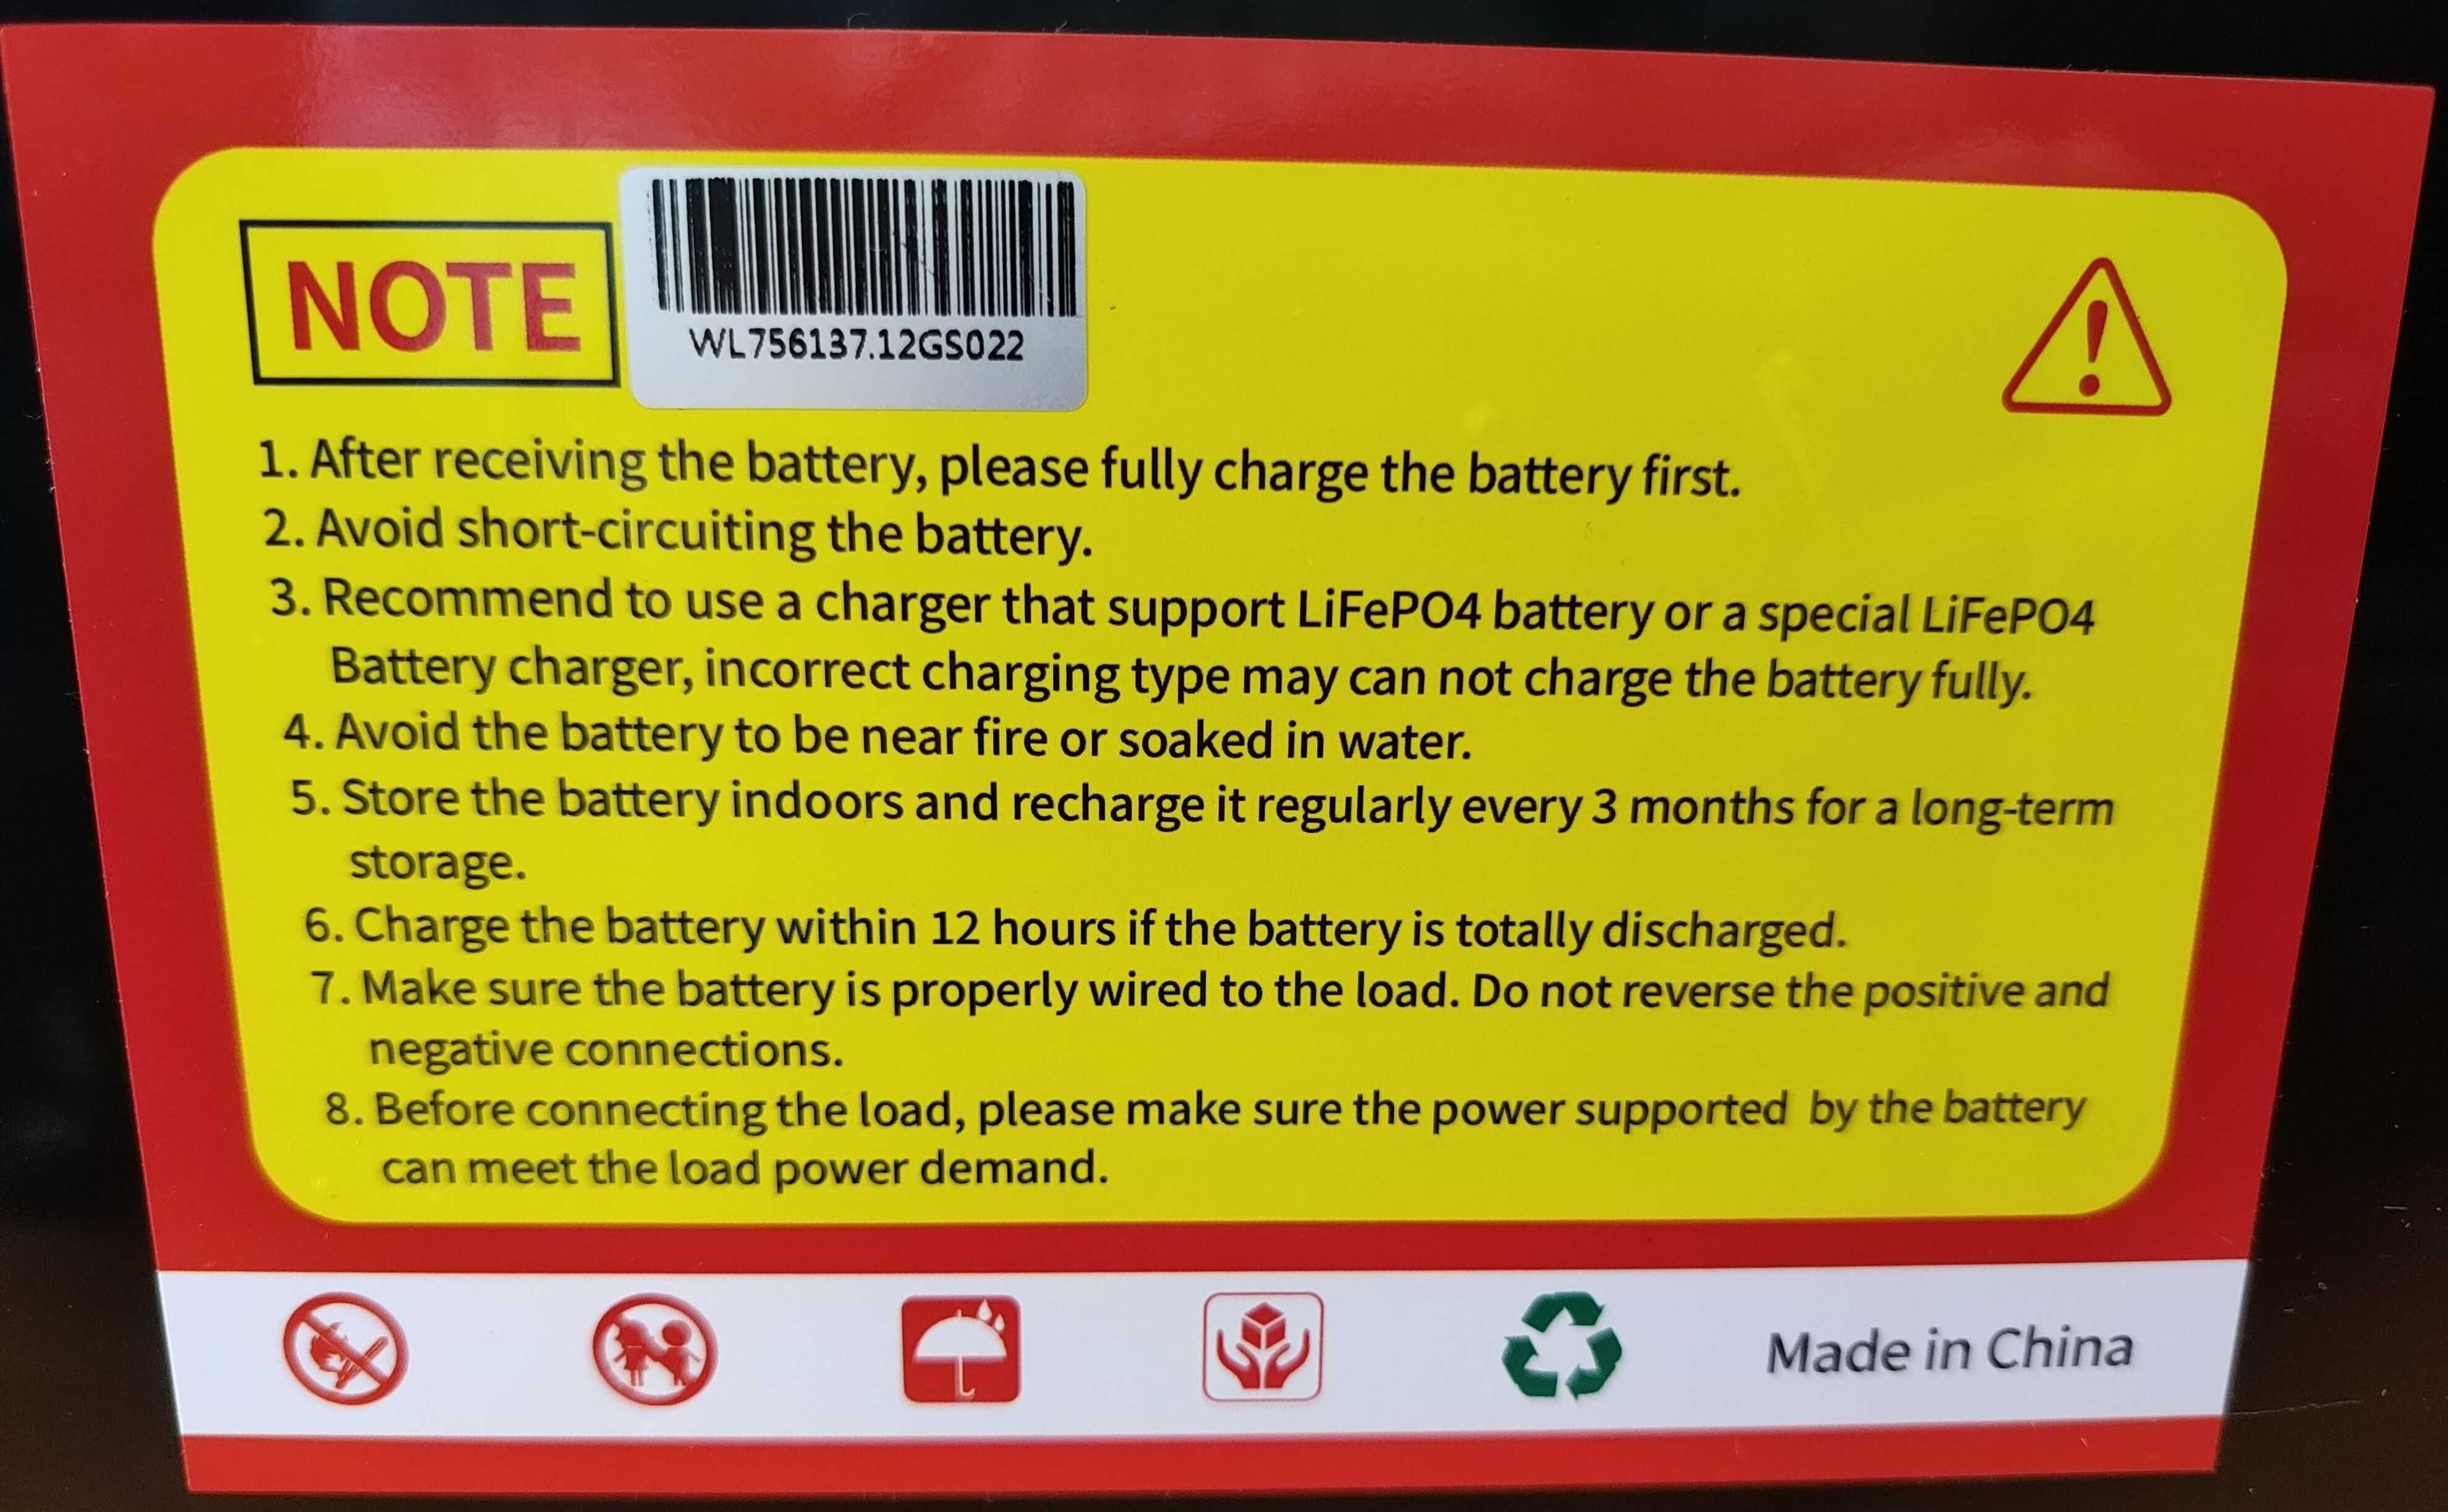 NOTE
WL756137.12GS022
1. After receiving the battery, please fully charge the battery first.
2. Avoid short-circuiting the battery.
3. Recommend to use a charger that support LiFePO4 battery or a special LiFePO4
Battery charger, incorrect charging type may can not charge the battery fully.
4. Avoid the battery to be near fire or soaked in water.
5. Store the battery indoors and recharge it regularly every 3 months for a long-term
storage.
6. Charge the battery within 12 hours if the battery is totally discharged.
7. Make sure the battery is properly wired to the load. Do not reverse the positive and
negative connections.
8. Before connecting the load, please make sure the power supported by the battery
can meet the load power demand.
Made in China